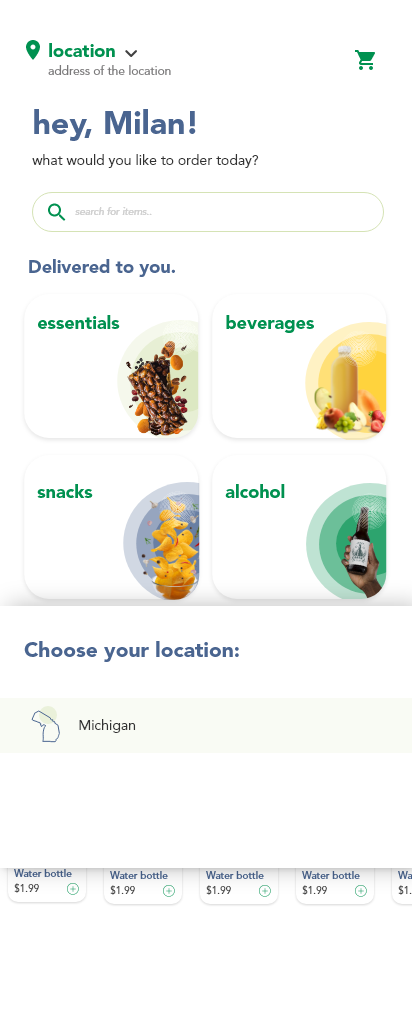 location
address of the location
hey, Milan!
what would you like to order today?
search for items..
Delivered to you.
essentials
beverages
snacks
alcohol
Choose your location:
Michigan
Water bottle
$1.99
Water bottle
$1.99
Water bottle
$1.99
Water bottle
$1.99
Wa
$1.